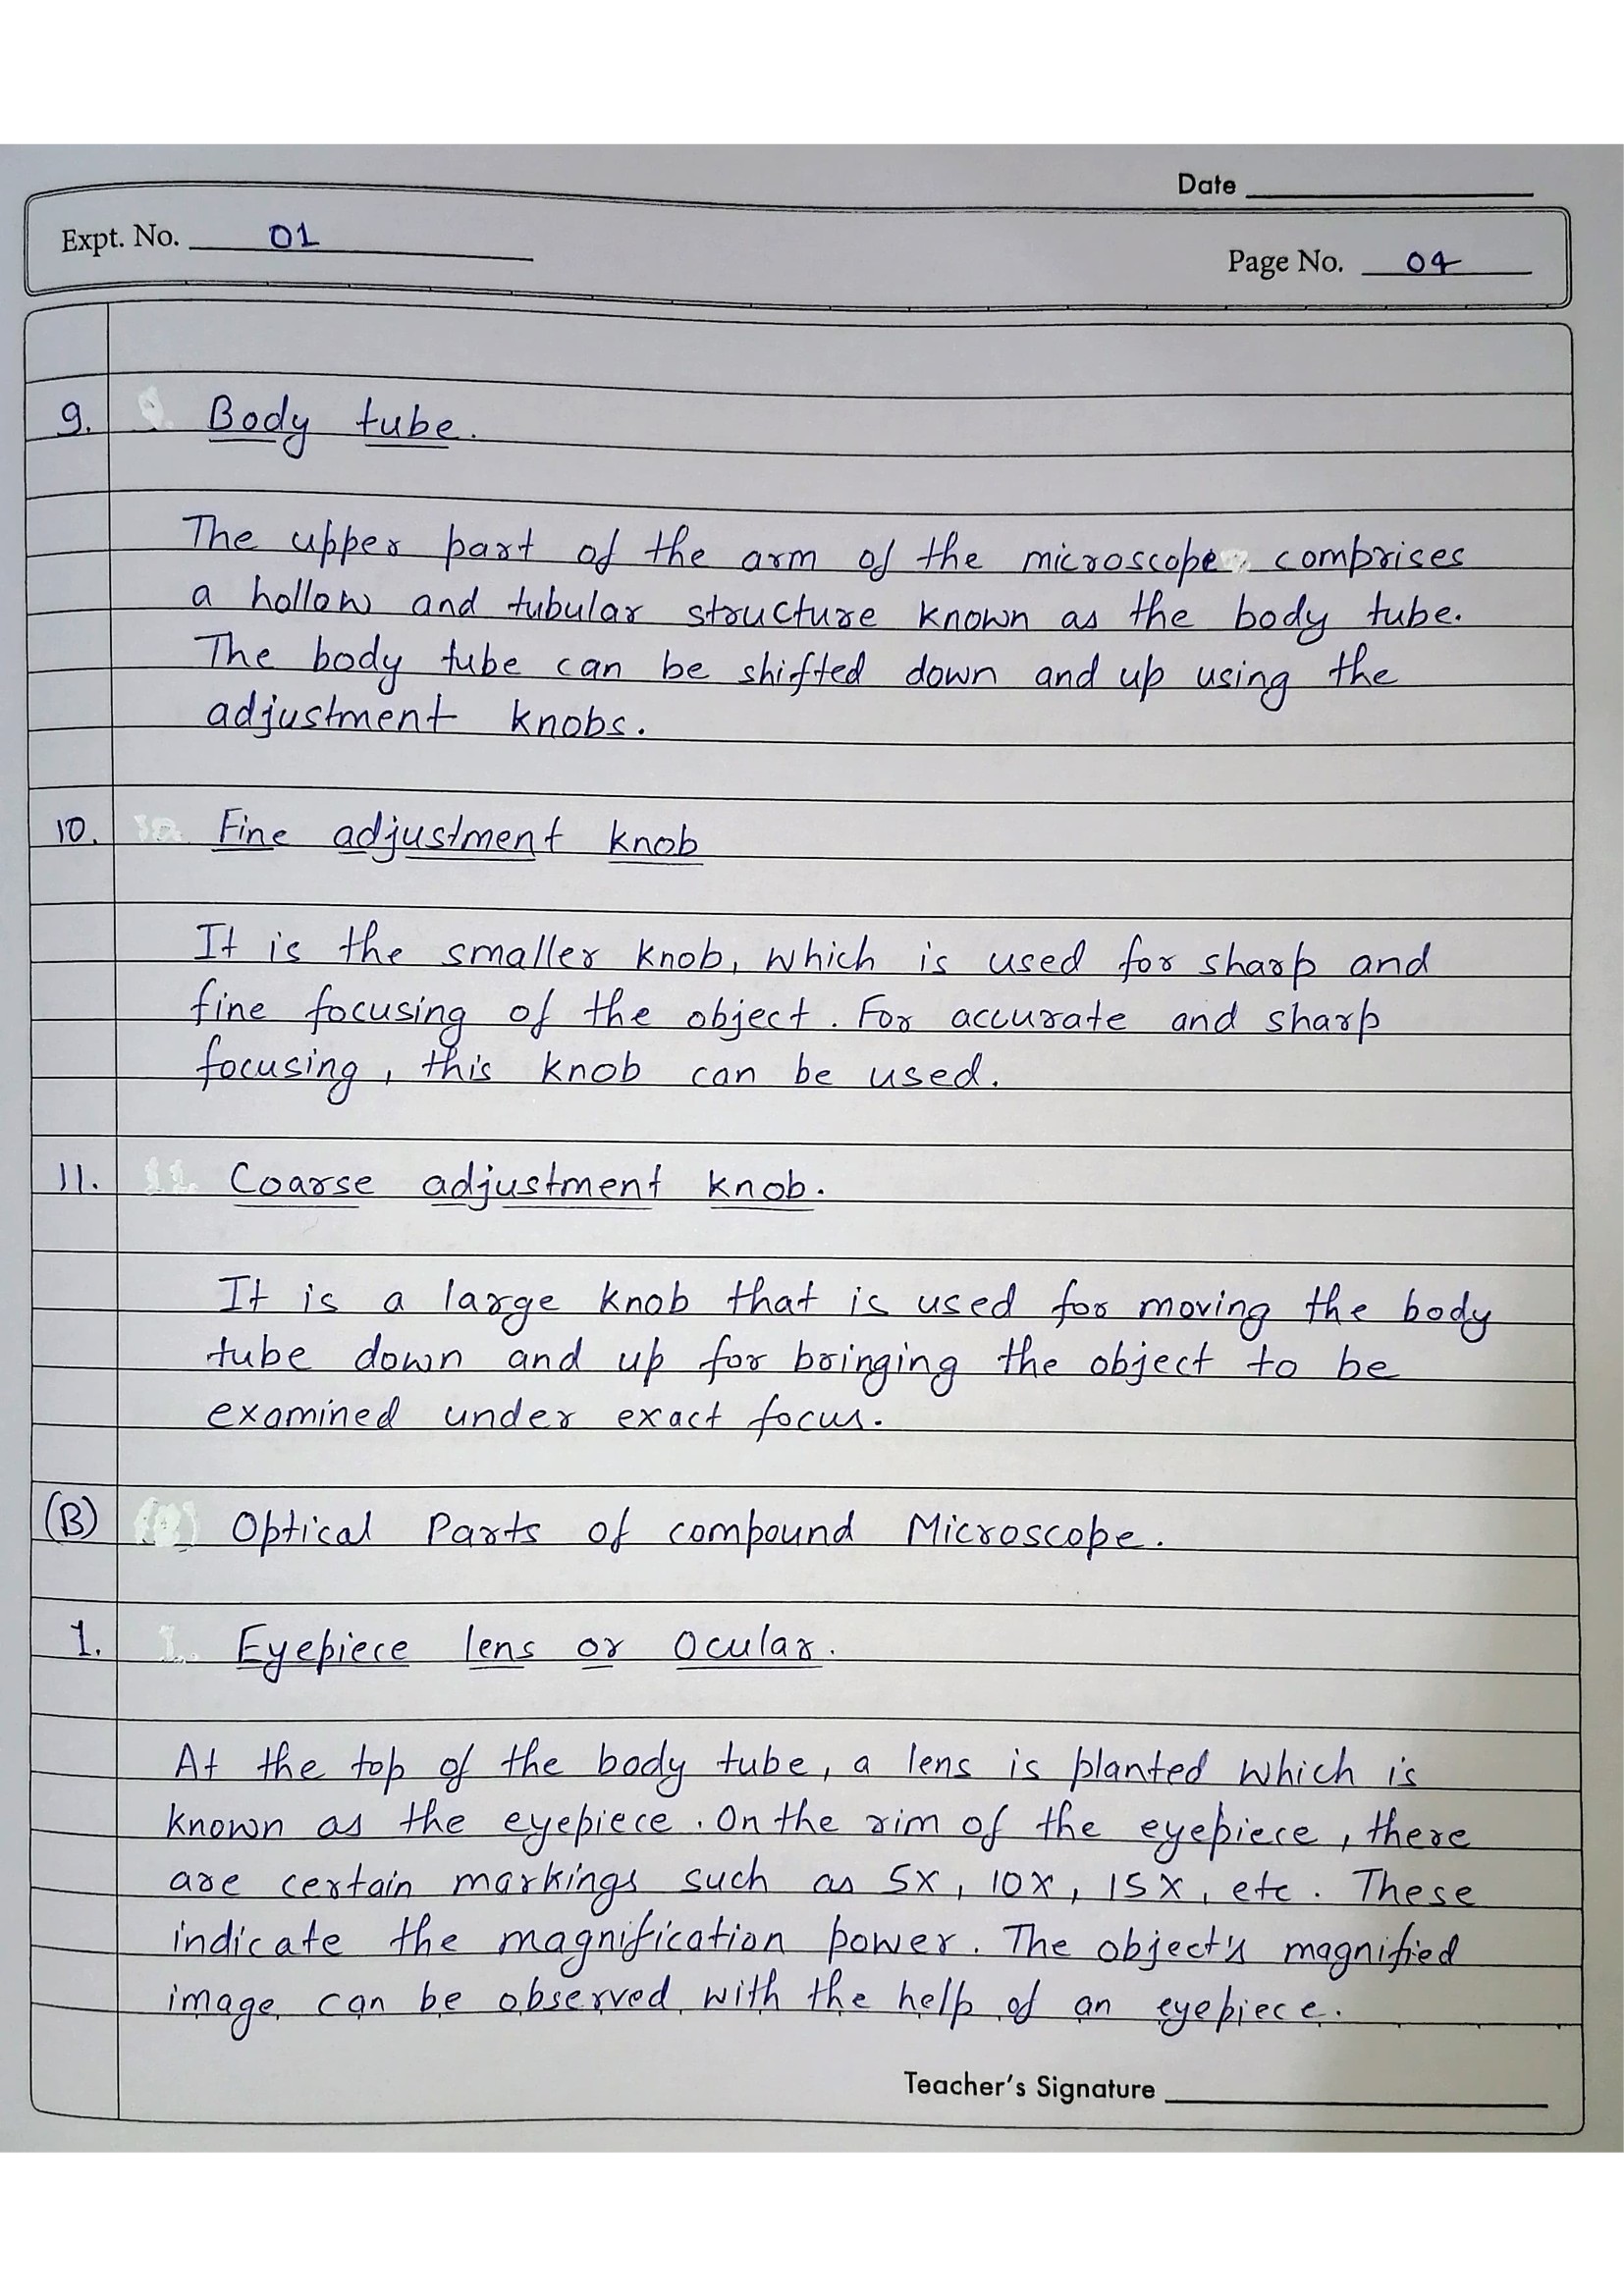 Date
Expt. No. 01
Page No. 04
9. Body tube.
The upper part of the arm of the microscope comprises
a hollow and tubular structure known as the body tube.
The body tube can be shifted down and up using the
adjustment knobs.
10. Fine adjustment knob
It is the smaller knob, which is used for sharp and
fine focusing of the object. For accurate and sharp
focusing, this knob can be used.
11. Coarse adjustment knob.
It is a large knob that is used for moving the body
tube down and up for bringing the object to be
examined under exact focus.
(B) Optical Parts of compound Microscope.
1. Eyepiece lens or Ocular.
At the top of the body tube, a lens is planted which is
known as the eyepiece. On the rim of the eyepiece, there
are certain markings such as 5X, 10X, 15X, etc. These
indicate the magnification power. The object's magnified
image can be observed with the help of an eyepiece.
Teacher's Signature